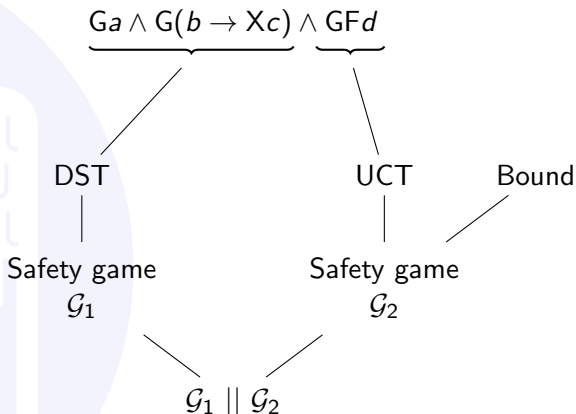 Ga ∧ G(b → Xc) ∧ GFd
DST UCT Bound
Safety game Safety game
𝒢₁ 𝒢₂
𝒢₁ || 𝒢₂